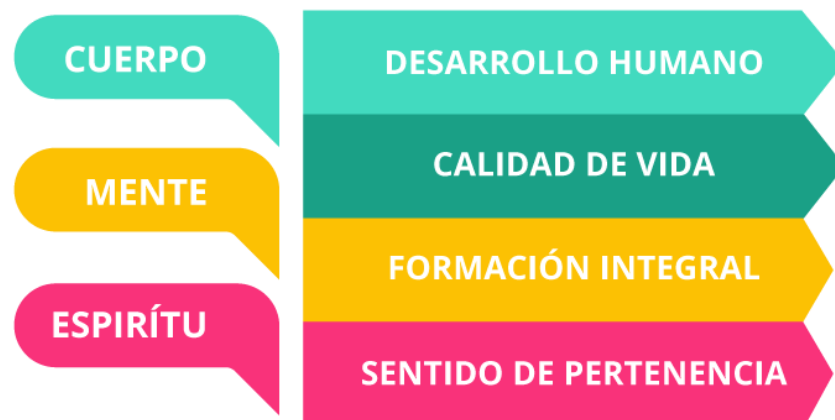 CUERPO
MENTE
ESPIRÍTU
DESARROLLO HUMANO
CALIDAD DE VIDA
FORMACIÓN INTEGRAL
SENTIDO DE PERTENENCIA